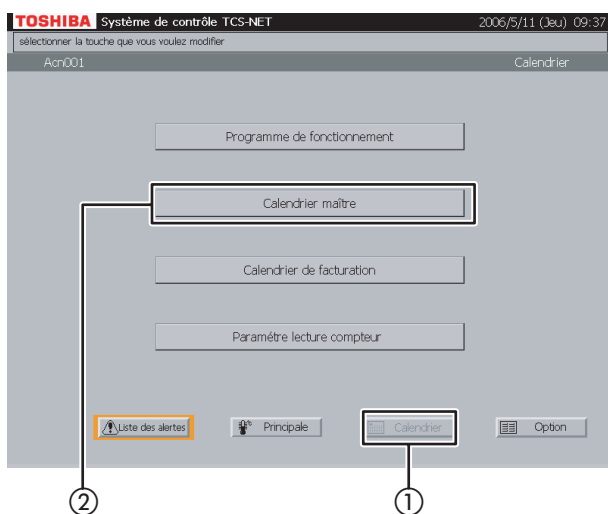 TOSHIBA Système de contrôle TCS-NET 2006/5/11 (Jeu) 09:37
sélectionner la touche que vous voulez modifier
Acn001 Calendrier
Programme de fonctionnement
Calendrier maître
Calendrier de facturation
Paramétre lecture compteur
Liste des alertes Principale Calendrier Option
② ①